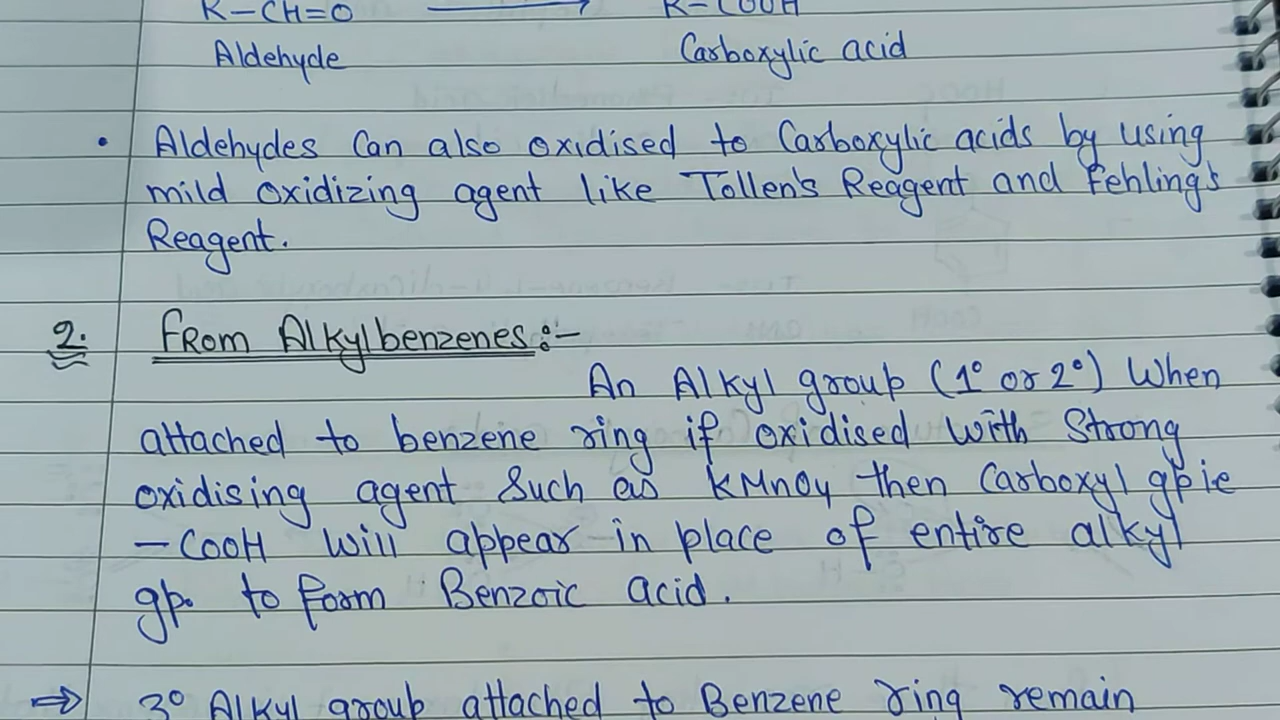 R-CH=O ⟶ R-COOH
Aldehyde Carboxylic acid
• Aldehydes Can also oxidised to Carboxylic acids by using
mild oxidizing agent like Tollen's Reagent and Fehling's
Reagent.
2. From Alkylbenzenes:-
An Alkyl group (1° or 2°) When
attached to benzene ring if oxidised with Strong
oxidising agent Such as KMnO4 then Carboxyl gp ie
-COOH will appear in place of entire alkyl
gp. to form Benzoic acid.
⇒ 3° Alkyl group attached to Benzene ring remain